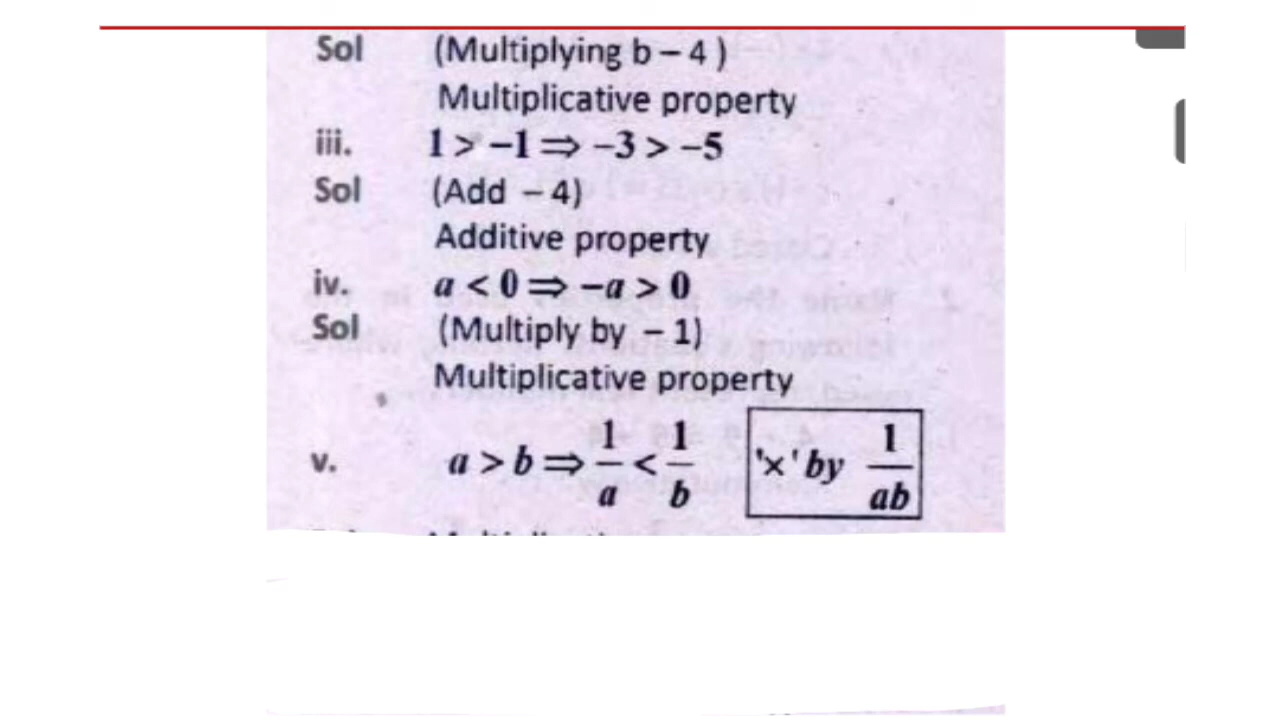 Sol (Multiplying b – 4 )
Multiplicative property
iii. 1 > –1 ⇒ –3 > –5
Sol (Add – 4)
Additive property
iv. a < 0 ⇒ –a > 0
Sol (Multiply by – 1)
Multiplicative property
v. a > b ⇒ 1/a < 1/b '×' by 1/ab